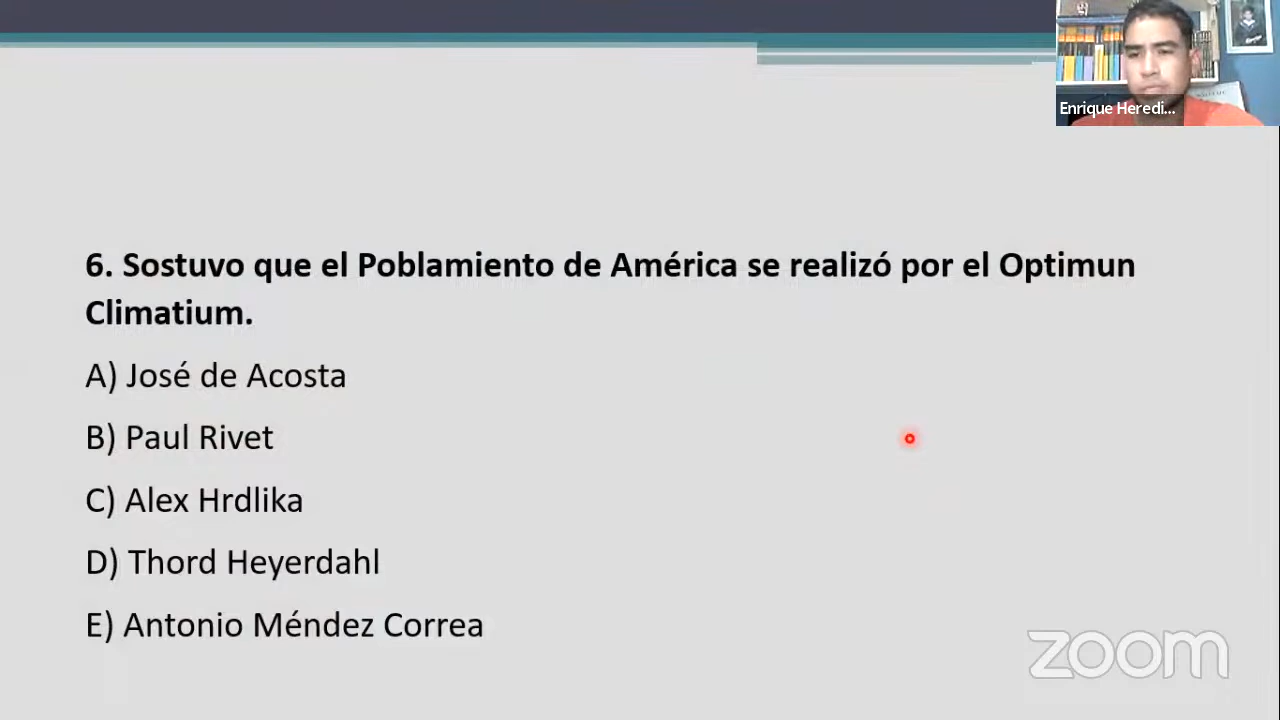 Enrique Heredi...
6. Sostuvo que el Poblamiento de América se realizó por el Optimun
Climatium.
A) José de Acosta
B) Paul Rivet
C) Alex Hrdlika
D) Thord Heyerdahl
E) Antonio Méndez Correa
zoom